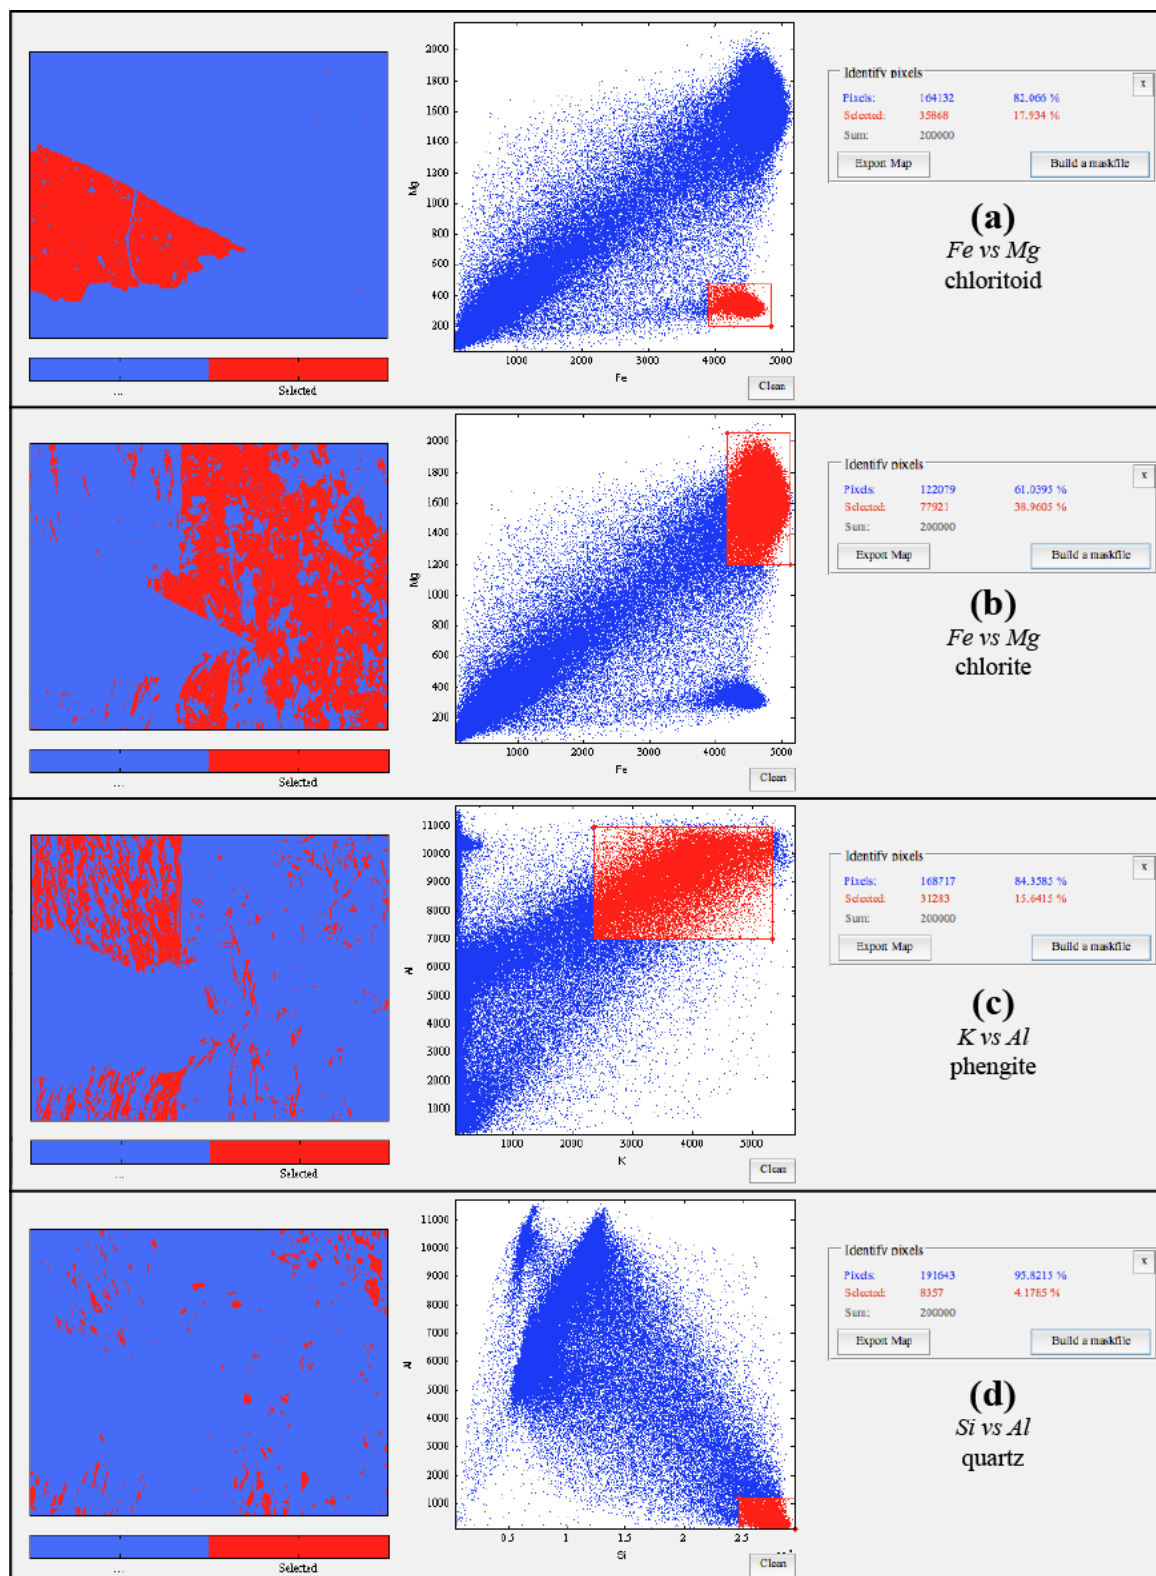 2000
1800
1600
1400
1200
1000
800
600
400
200
Mg
1000 2000 3000 4000 5000
Fe
Clean
... Selected
Identify pixels
x
Pixels: 164132 82.066 %
Selected: 35868 17.934 %
Sum: 200000
Export Map Build a maskfile
(a)
Fe vs Mg
chloritoid
2000
1800
1600
1400
1200
1000
800
600
400
200
Mg
1000 2000 3000 4000 5000
Fe
Clean
... Selected
Identify pixels
x
Pixels: 122079 61.0395 %
Selected: 77921 38.9605 %
Sum: 200000
Export Map Build a maskfile
(b)
Fe vs Mg
chlorite
11000
10000
9000
8000
7000
6000
5000
4000
3000
2000
1000
Al
1000 2000 3000 4000 5000
K
Clean
... Selected
Identify pixels
x
Pixels: 168717 84.3585 %
Selected: 31283 15.6415 %
Sum: 200000
Export Map Build a maskfile
(c)
K vs Al
phengite
11000
10000
9000
8000
7000
6000
5000
4000
3000
2000
1000
Al
0.5 1 1.5 2 2.5
Si
Clean
... Selected
Identify pixels
x
Pixels: 191643 95.8215 %
Selected: 8357 4.1785 %
Sum: 200000
Export Map Build a maskfile
(d)
Si vs Al
quartz